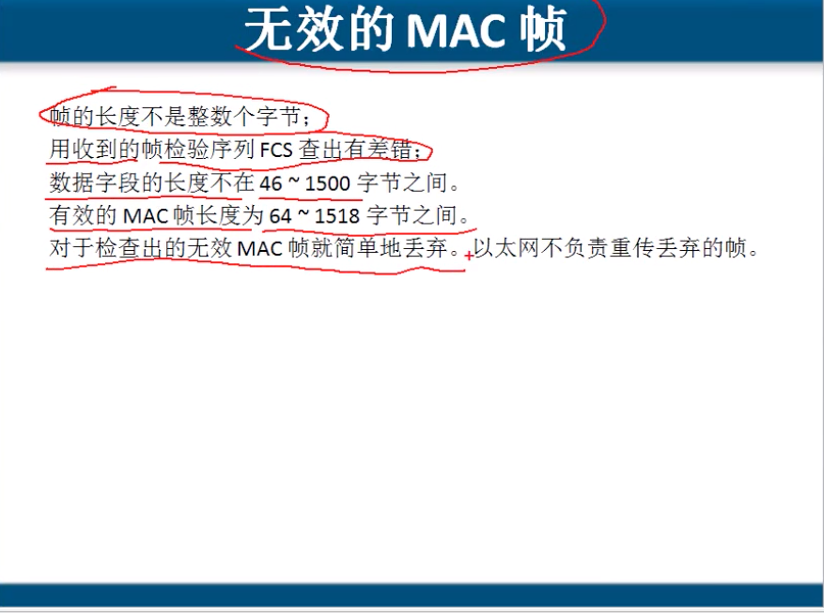 无效的 MAC 帧
帧的长度不是整数个字节；
用收到的帧检验序列 FCS 查出有差错；
数据字段的长度不在 46 ~ 1500 字节之间。
有效的 MAC 帧长度为 64 ~ 1518 字节之间。
对于检查出的无效 MAC 帧就简单地丢弃。以太网不负责重传丢弃的帧。